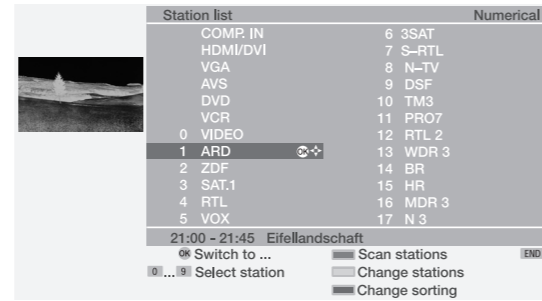 Station list Numerical
COMP. IN
HDMI/DVI
VGA
AVS
DVD
VCR
0 VIDEO
1 ARD OK
2 ZDF
3 SAT.1
4 RTL
5 VOX
6 3SAT
7 S–RTL
8 N–TV
9 DSF
10 TM3
11 PRO7
12 RTL 2
13 WDR 3
14 BR
15 HR
16 MDR 3
17 N 3
21:00 - 21:45 Eifellandschaft
OK Switch to ...
0 ... 9 Select station
Scan stations
Change stations
Change sorting
END